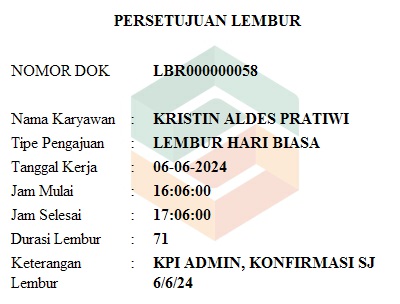 PERSETUJUAN LEMBUR
NOMOR DOK LBR000000058
Nama Karyawan : KRISTIN ALDES PRATIWI
Tipe Pengajuan : LEMBUR HARI BIASA
Tanggal Kerja : 06-06-2024
Jam Mulai : 16:06:00
Jam Selesai : 17:06:00
Durasi Lembur : 71
Keterangan : KPI ADMIN, KONFIRMASI SJ
Lembur 6/6/24